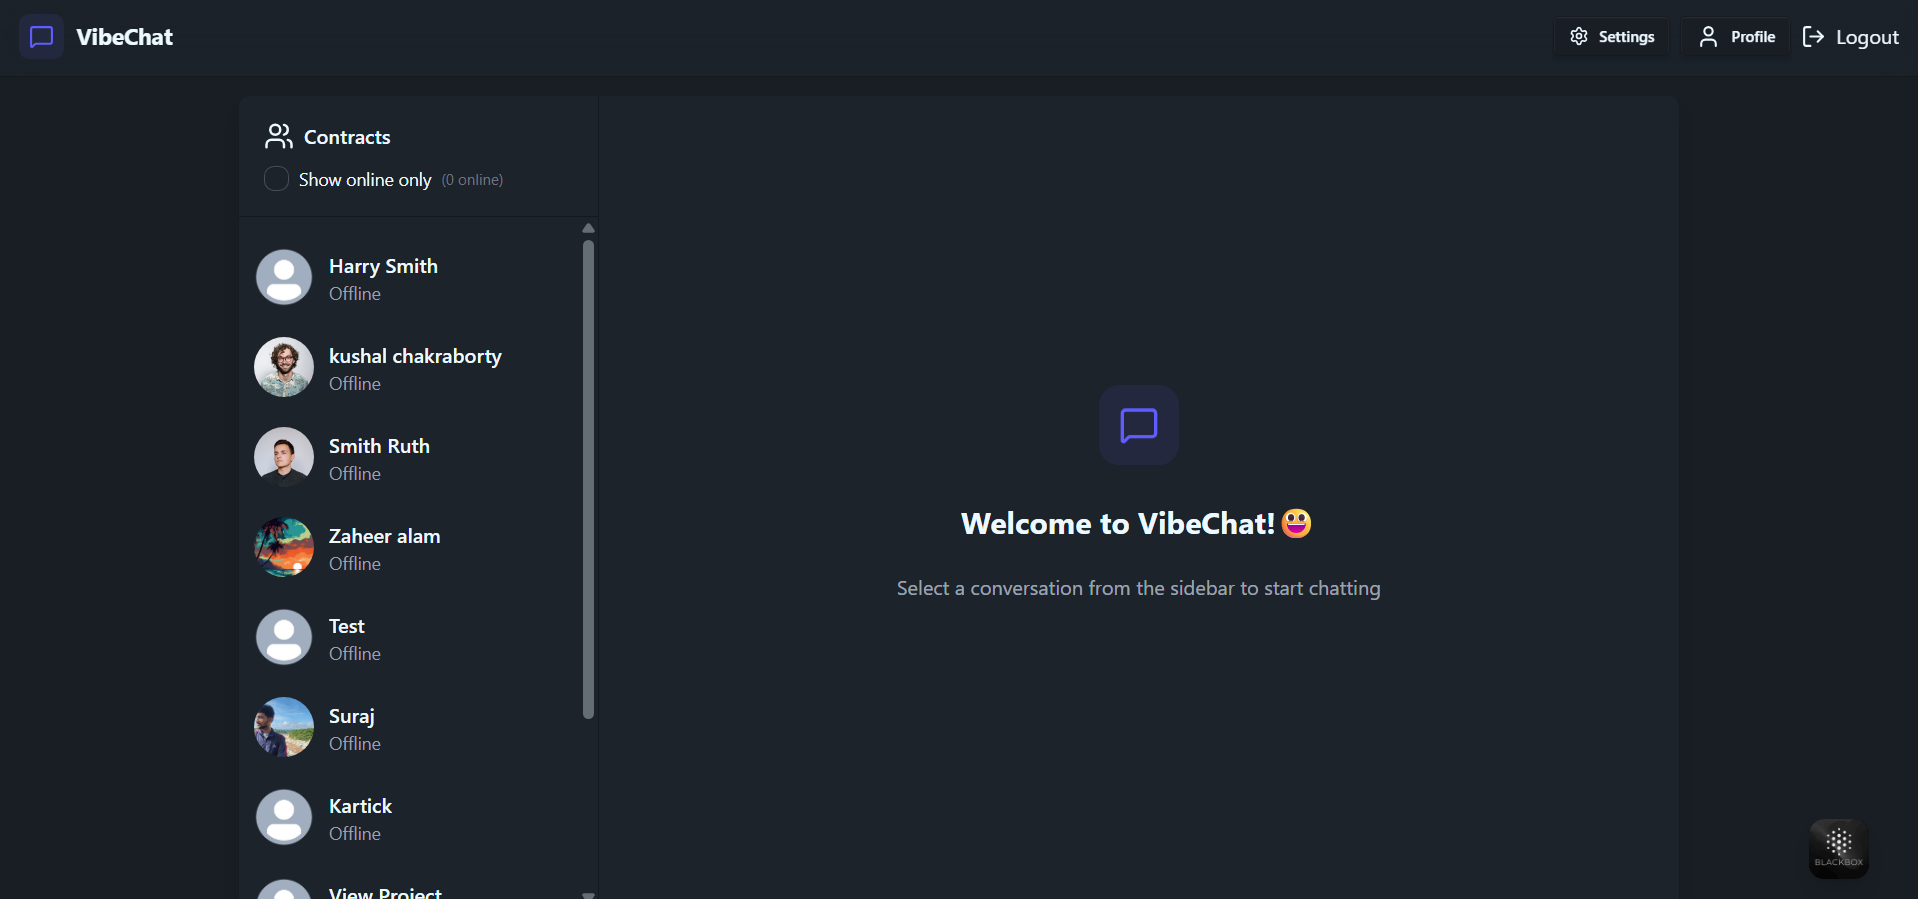 VibeChat
Settings
Profile
Logout
Contracts
Show online only (0 online)
Harry Smith
Offline
kushal chakraborty
Offline
Smith Ruth
Offline
Zaheer alam
Offline
Test
Offline
Suraj
Offline
Kartick
Offline
View Project
Welcome to VibeChat!😃
Select a conversation from the sidebar to start chatting
BLACKBOX